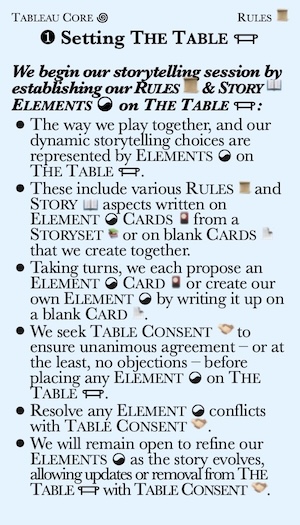 Tableau Core Rules
❶ Setting The Table
We begin our storytelling session by
establishing our Rules & Story
Elements on The Table :
• The way we play together, and our
dynamic storytelling choices are
represented by Elements on
The Table.
• These include various Rules and
Story aspects written on
Element Cards from a
Storyset or on blank Cards
that we create together.
• Taking turns, we each propose an
Element Card or create our
own Element by writing it up on
a blank Card.
• We seek Table Consent to
ensure unanimous agreement – or at
the least, no objections – before
placing any Element on The
Table.
• Resolve any Element conflicts
with Table Consent.
• We will remain open to refine our
Elements as the story evolves,
allowing updates or removal from The
Table with Table Consent.